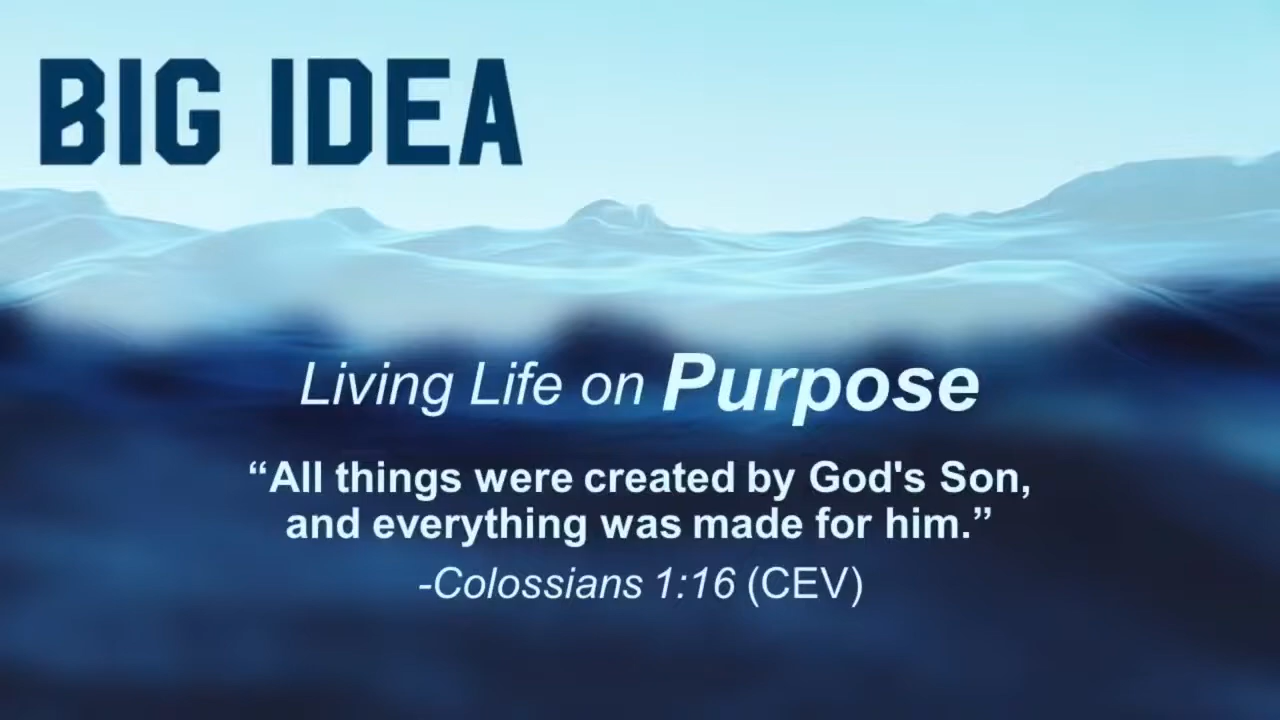 BIG IDEA
Living Life on Purpose
“All things were created by God's Son,
and everything was made for him.”
-Colossians 1:16 (CEV)